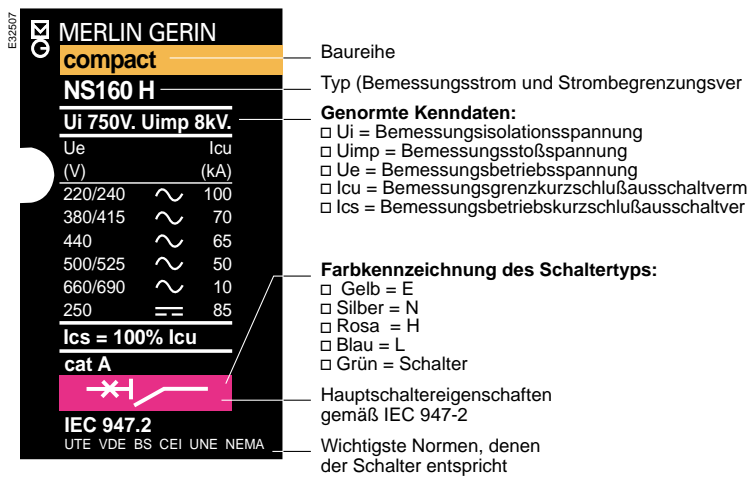 E32507
MERLIN GERIN
compact
NS160 H
Ui 750V. Uimp 8kV.
Ue Icu
(V) (kA)
220/240 100
380/415 70
440 65
500/525 50
660/690 10
250 85
Ics = 100% Icu
cat A
IEC 947.2
UTE VDE BS CEI UNE NEMA
Baureihe
Typ (Bemessungsstrom und Strombegrenzungsver
Genormte Kenndaten:
Ui = Bemessungsisolationsspannung
Uimp = Bemessungsstoßspannung
Ue = Bemessungsbetriebsspannung
Icu = Bemessungsgrenzkurzschlußausschaltverm
Ics = Bemessungsbetriebskurzschlußausschaltver
Farbkennzeichnung des Schaltertyps:
Gelb = E
Silber = N
Rosa = H
Blau = L
Grün = Schalter
Hauptschaltereigenschaften
gemäß IEC 947-2
Wichtigste Normen, denen
der Schalter entspricht